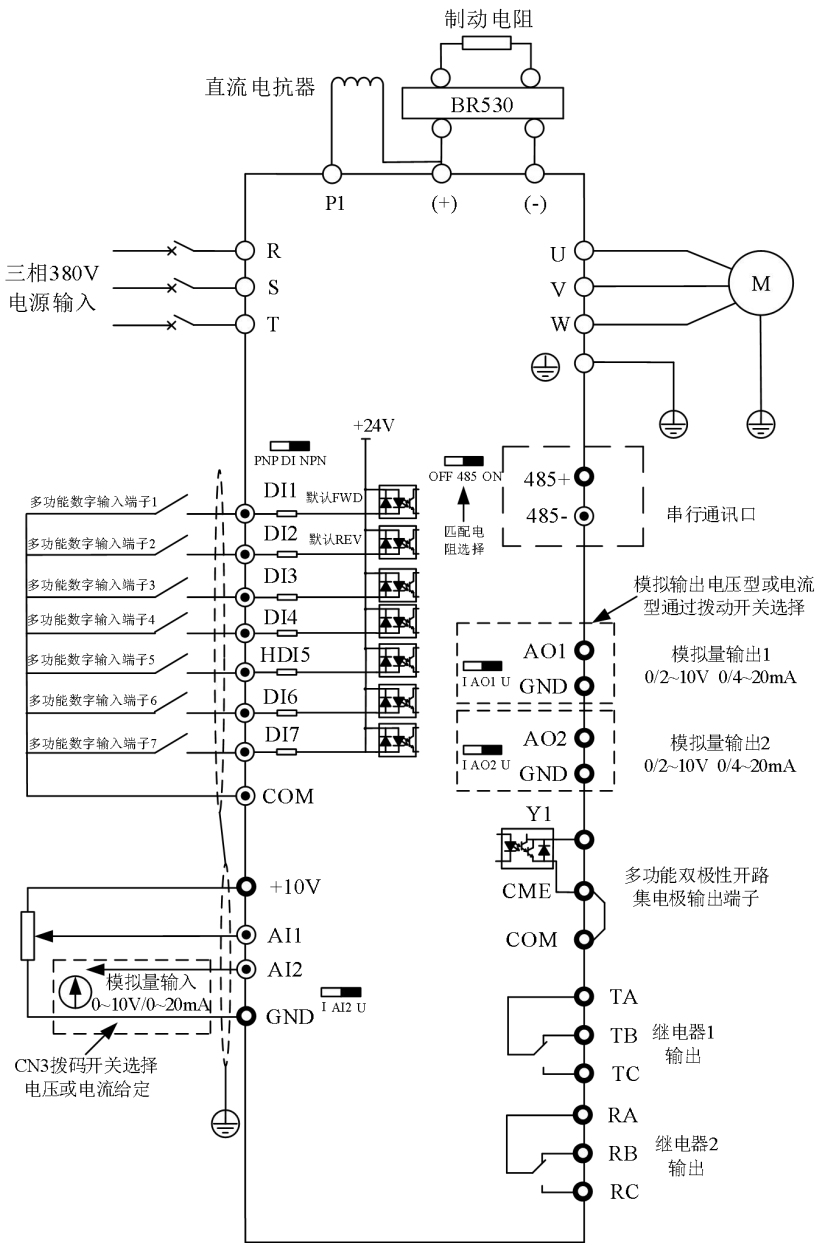 制动电阻
直流电抗器
BR530
P1
(+)
(-)
三相380V
电源输入
R
S
T
U
V
W
M
+24V
PNP DI NPN
OFF 485 ON
匹配电
阻选择
485+
485-
串行通讯口
多功能数字输入端子1
DI1
默认FWD
多功能数字输入端子2
DI2
默认REV
多功能数字输入端子3
DI3
多功能数字输入端子4
DI4
多功能数字输入端子5
HDI5
多功能数字输入端子6
DI6
多功能数字输入端子7
DI7
COM
模拟输出电压型或电流
型通过拨动开关选择
I AO1 U
AO1
GND
模拟量输出1
0/2~10V 0/4~20mA
I AO2 U
AO2
GND
模拟量输出2
0/2~10V 0/4~20mA
Y1
CME
COM
多功能双极性开路
集电极输出端子
+10V
AI1
AI2
GND
模拟量输入
0~10V/0~20mA
I AI2 U
CN3拨码开关选择
电压或电流给定
TA
TB
TC
继电器1
输出
RA
RB
RC
继电器2
输出